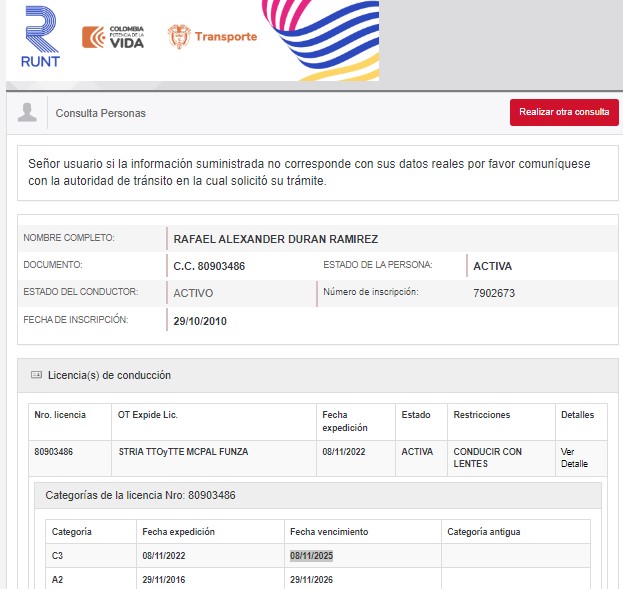 RUNT
COLOMBIA
POTENCIA DE LA
VIDA
Transporte
Consulta Personas
Realizar otra consulta
Señor usuario si la información suministrada no corresponde con sus datos reales por favor comuníquese
con la autoridad de tránsito en la cual solicitó su trámite.
NOMBRE COMPLETO: RAFAEL ALEXANDER DURAN RAMIREZ
DOCUMENTO: C.C. 80903486 ESTADO DE LA PERSONA: ACTIVA
ESTADO DEL CONDUCTOR: ACTIVO Número de inscripción: 7902673
FECHA DE INSCRIPCIÓN: 29/10/2010
Licencia(s) de conducción
Nro. licencia OT Expide Lic. Fecha expedición Estado Restricciones Detalles
80903486 STRIA TTOyTTE MCPAL FUNZA 08/11/2022 ACTIVA CONDUCIR CON LENTES Ver Detalle
Categorías de la licencia Nro: 80903486
Categoría Fecha expedición Fecha vencimiento Categoría antigua
C3 08/11/2022 08/11/2025
A2 29/11/2016 29/11/2026